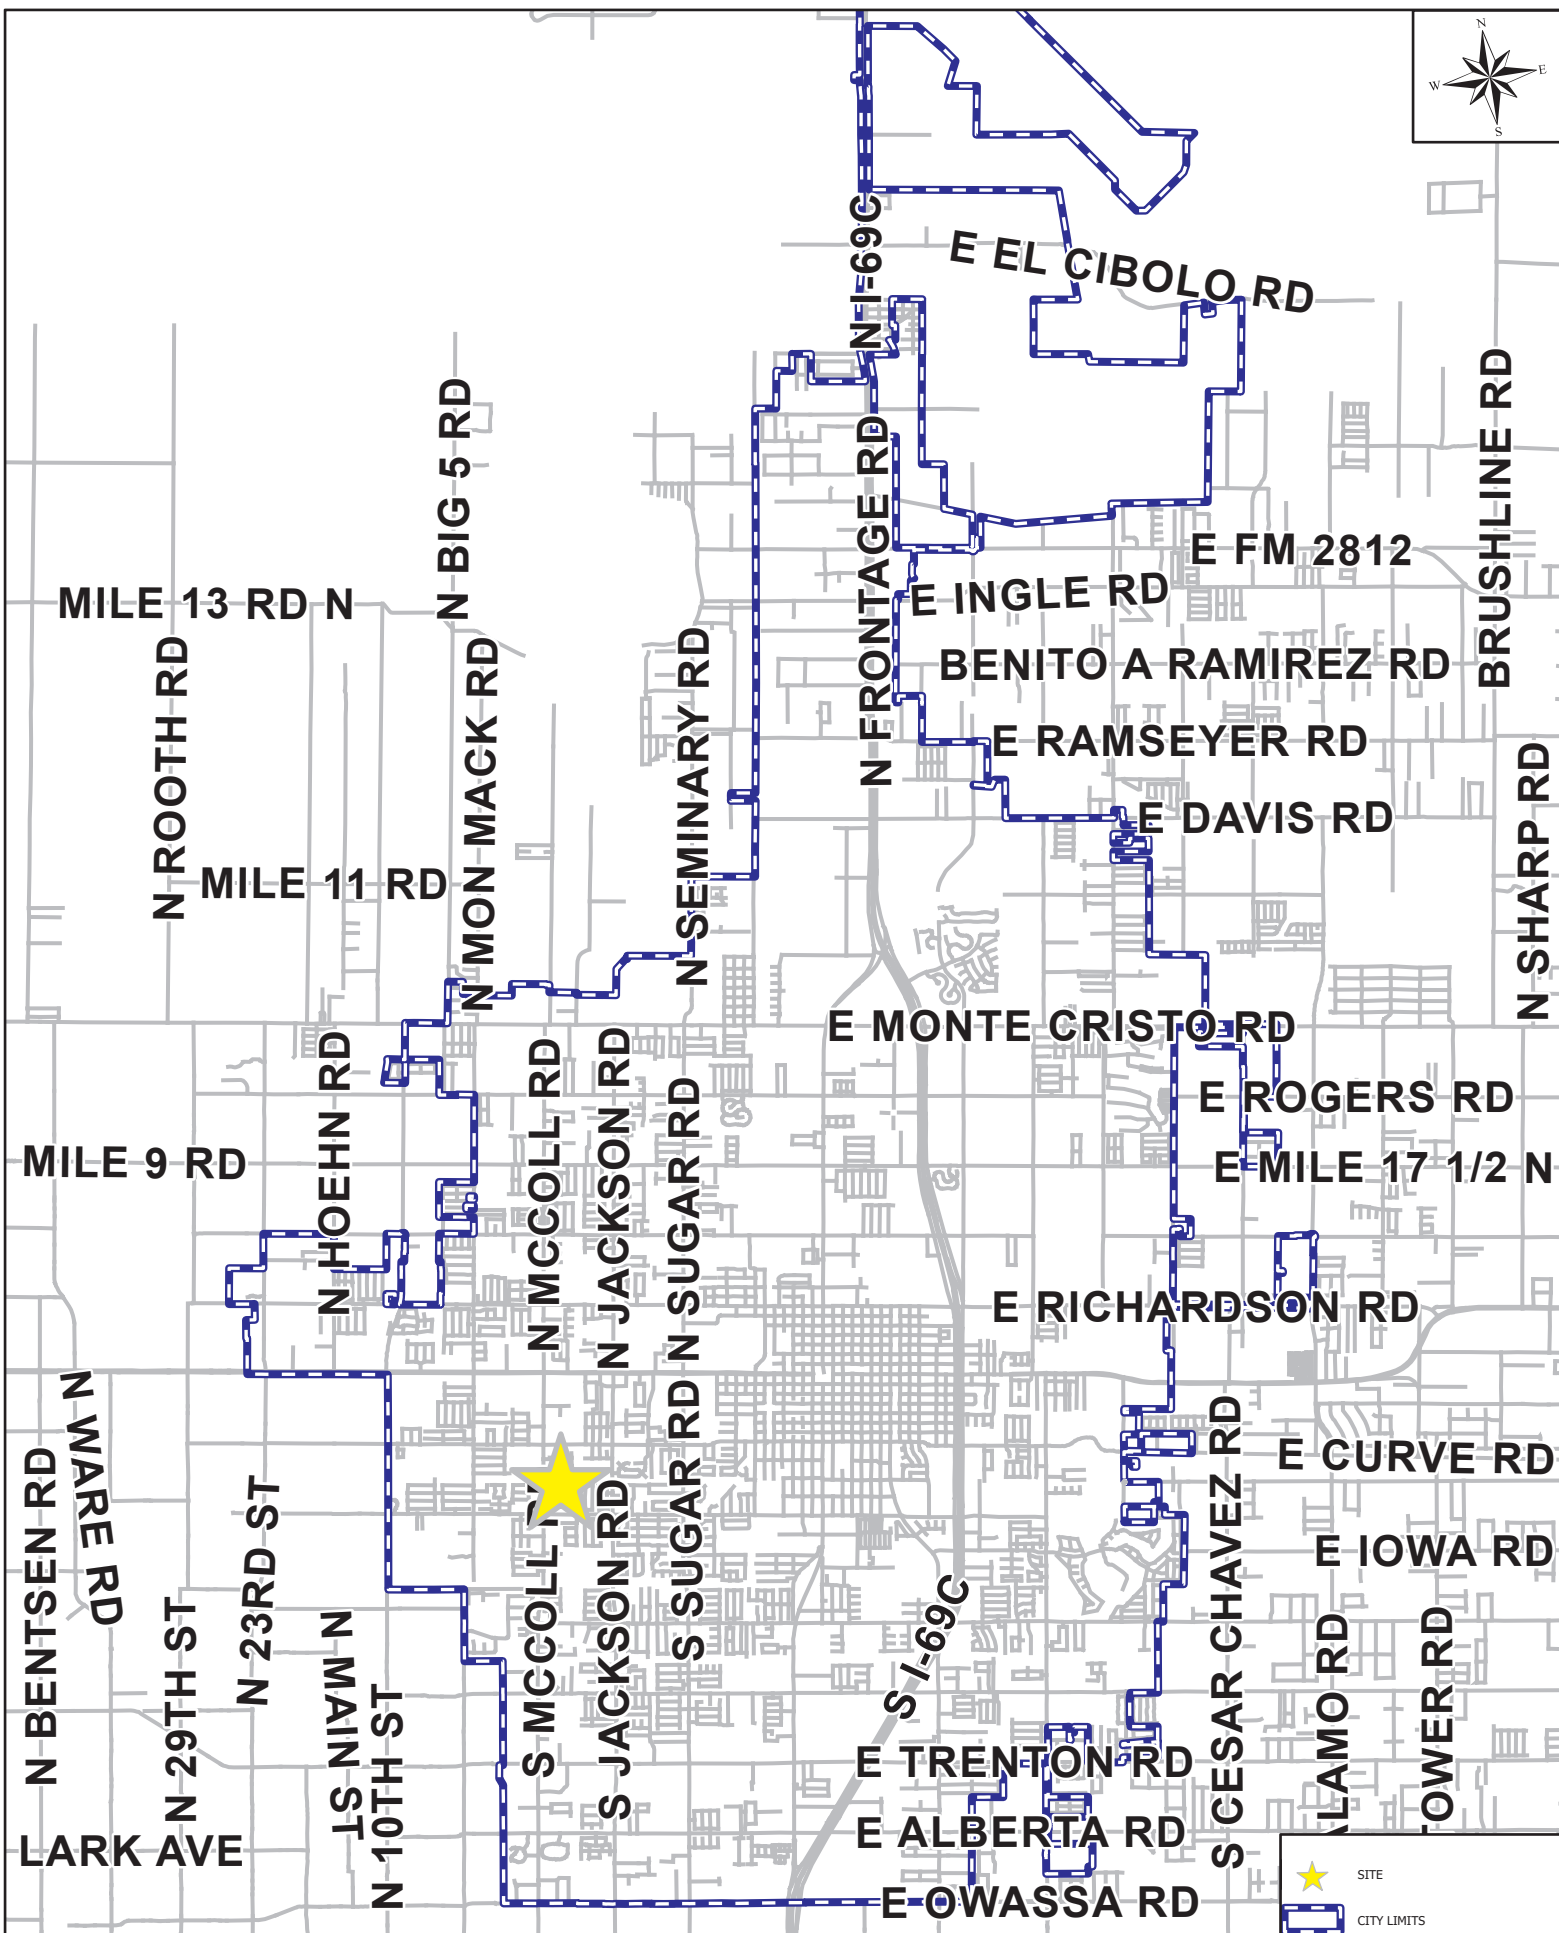 N
W
E
S
N I-69C
E EL CIBOLO RD
N BIG 5 RD
BRUSHLINE RD
N FRONTAGE RD
E FM 2812
MILE 13 RD N
E INGLE RD
N ROOTH RD
N MON MACK RD
N SEMINARY RD
BENITO A RAMIREZ RD
E RAMSEYER RD
N SHARP RD
E DAVIS RD
MILE 11 RD
E MONTE CRISTO RD
N HOEHN RD
N MCCOLL RD
N JACKSON RD
N SUGAR RD
E ROGERS RD
MILE 9 RD
E MILE 17 1/2 N
E RICHARDSON RD
N WARE RD
N BENTSEN RD
N 23RD ST
S MCCOLL
S JACKSON RD
S SUGAR RD
S CESAR CHAVEZ RD
E CURVE RD
E IOWA RD
S I-69C
N 29TH ST
N MAIN ST
N 10TH ST
ALAMO RD
TOWER RD
E TRENTON RD
E ALBERTA RD
LARK AVE
E OWASSA RD
SITE
CITY LIMITS